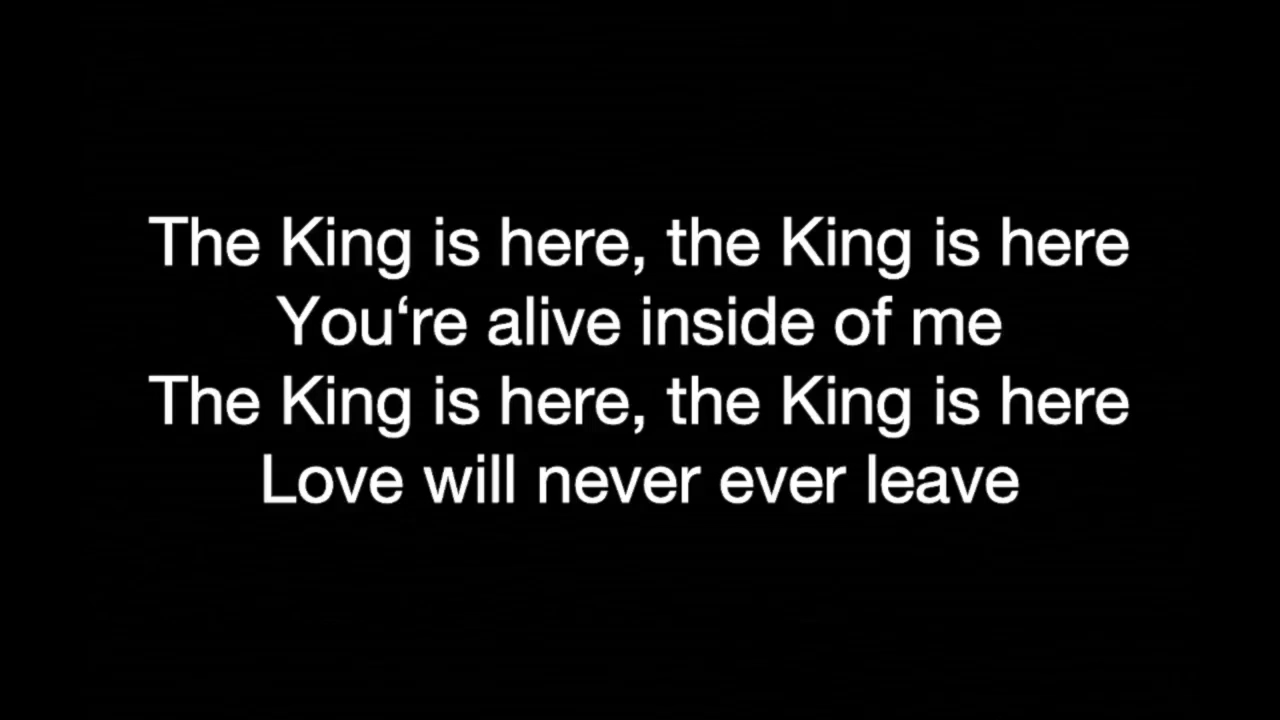 The King is here, the King is here
You‘re alive inside of me
The King is here, the King is here
Love will never ever leave